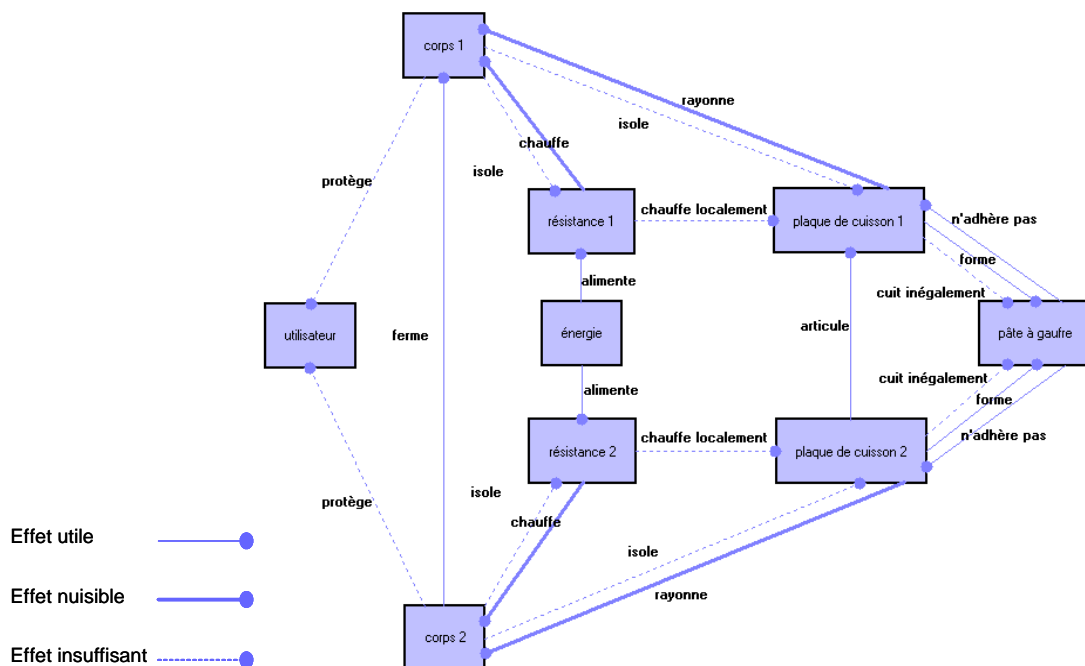 corps 1
rayonne
isole
chauffe
isole
protège
résistance 1
chauffe localement
plaque de cuisson 1
n'adhère pas
forme
cuit inégalement
alimente
utilisateur
ferme
énergie
articule
pâte à gaufre
cuit inégalement
forme
n'adhère pas
alimente
résistance 2
chauffe localement
plaque de cuisson 2
isole
chauffe
protège
isole
rayonne
corps 2
Effet utile
Effet nuisible
Effet insuffisant